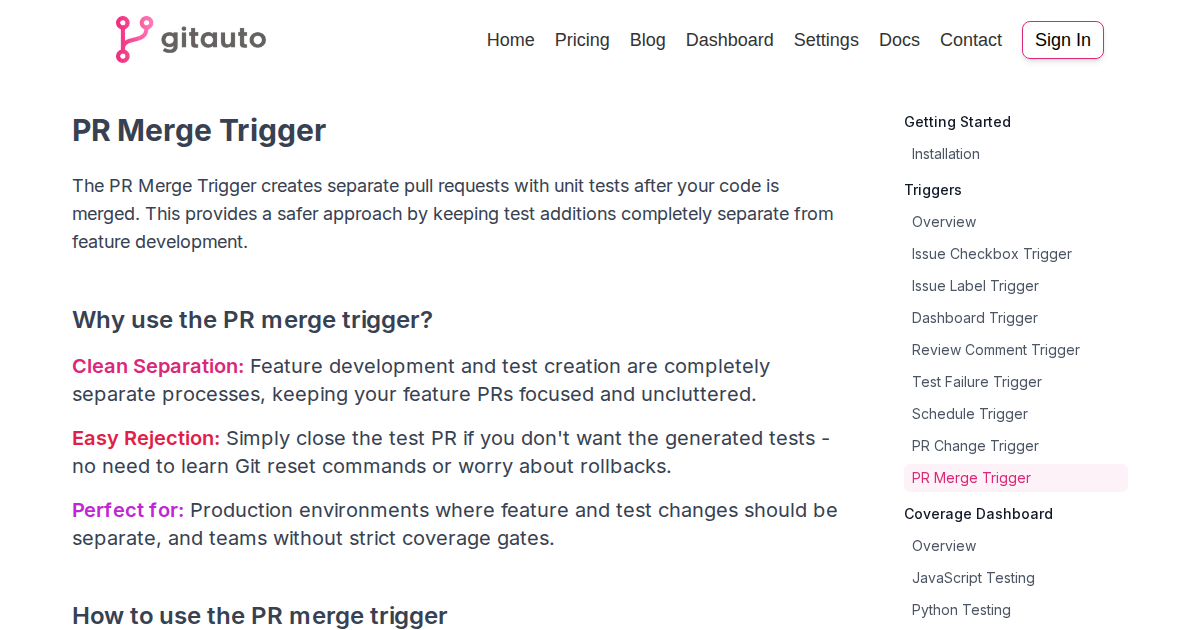 gitauto
Home Pricing Blog Dashboard Settings Docs Contact Sign In
PR Merge Trigger
The PR Merge Trigger creates separate pull requests with unit tests after your code is
merged. This provides a safer approach by keeping test additions completely separate from
feature development.
Why use the PR merge trigger?
Clean Separation: Feature development and test creation are completely
separate processes, keeping your feature PRs focused and uncluttered.
Easy Rejection: Simply close the test PR if you don't want the generated tests -
no need to learn Git reset commands or worry about rollbacks.
Perfect for: Production environments where feature and test changes should be
separate, and teams without strict coverage gates.
How to use the PR merge trigger
Getting Started
Installation
Triggers
Overview
Issue Checkbox Trigger
Issue Label Trigger
Dashboard Trigger
Review Comment Trigger
Test Failure Trigger
Schedule Trigger
PR Change Trigger
PR Merge Trigger
Coverage Dashboard
Overview
JavaScript Testing
Python Testing